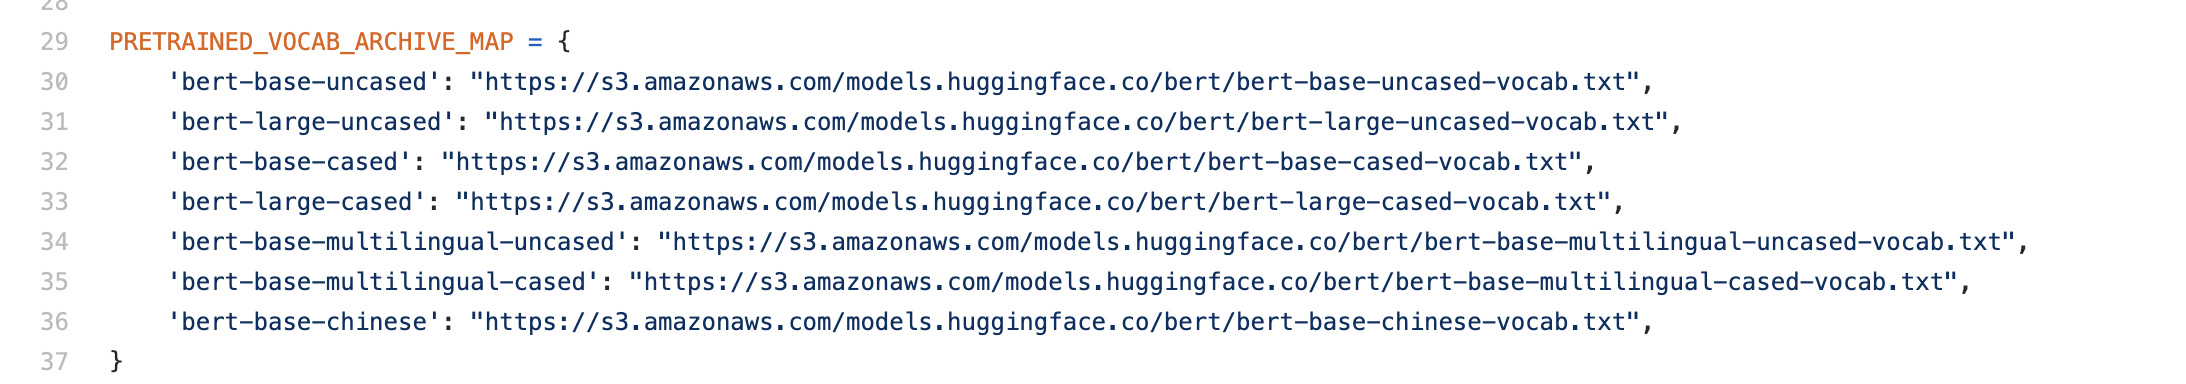 28
29 PRETRAINED_VOCAB_ARCHIVE_MAP = {
30     'bert-base-uncased': "https://s3.amazonaws.com/models.huggingface.co/bert/bert-base-uncased-vocab.txt",
31     'bert-large-uncased': "https://s3.amazonaws.com/models.huggingface.co/bert/bert-large-uncased-vocab.txt",
32     'bert-base-cased': "https://s3.amazonaws.com/models.huggingface.co/bert/bert-base-cased-vocab.txt",
33     'bert-large-cased': "https://s3.amazonaws.com/models.huggingface.co/bert/bert-large-cased-vocab.txt",
34     'bert-base-multilingual-uncased': "https://s3.amazonaws.com/models.huggingface.co/bert/bert-base-multilingual-uncased-vocab.txt",
35     'bert-base-multilingual-cased': "https://s3.amazonaws.com/models.huggingface.co/bert/bert-base-multilingual-cased-vocab.txt",
36     'bert-base-chinese': "https://s3.amazonaws.com/models.huggingface.co/bert/bert-base-chinese-vocab.txt",
37 }